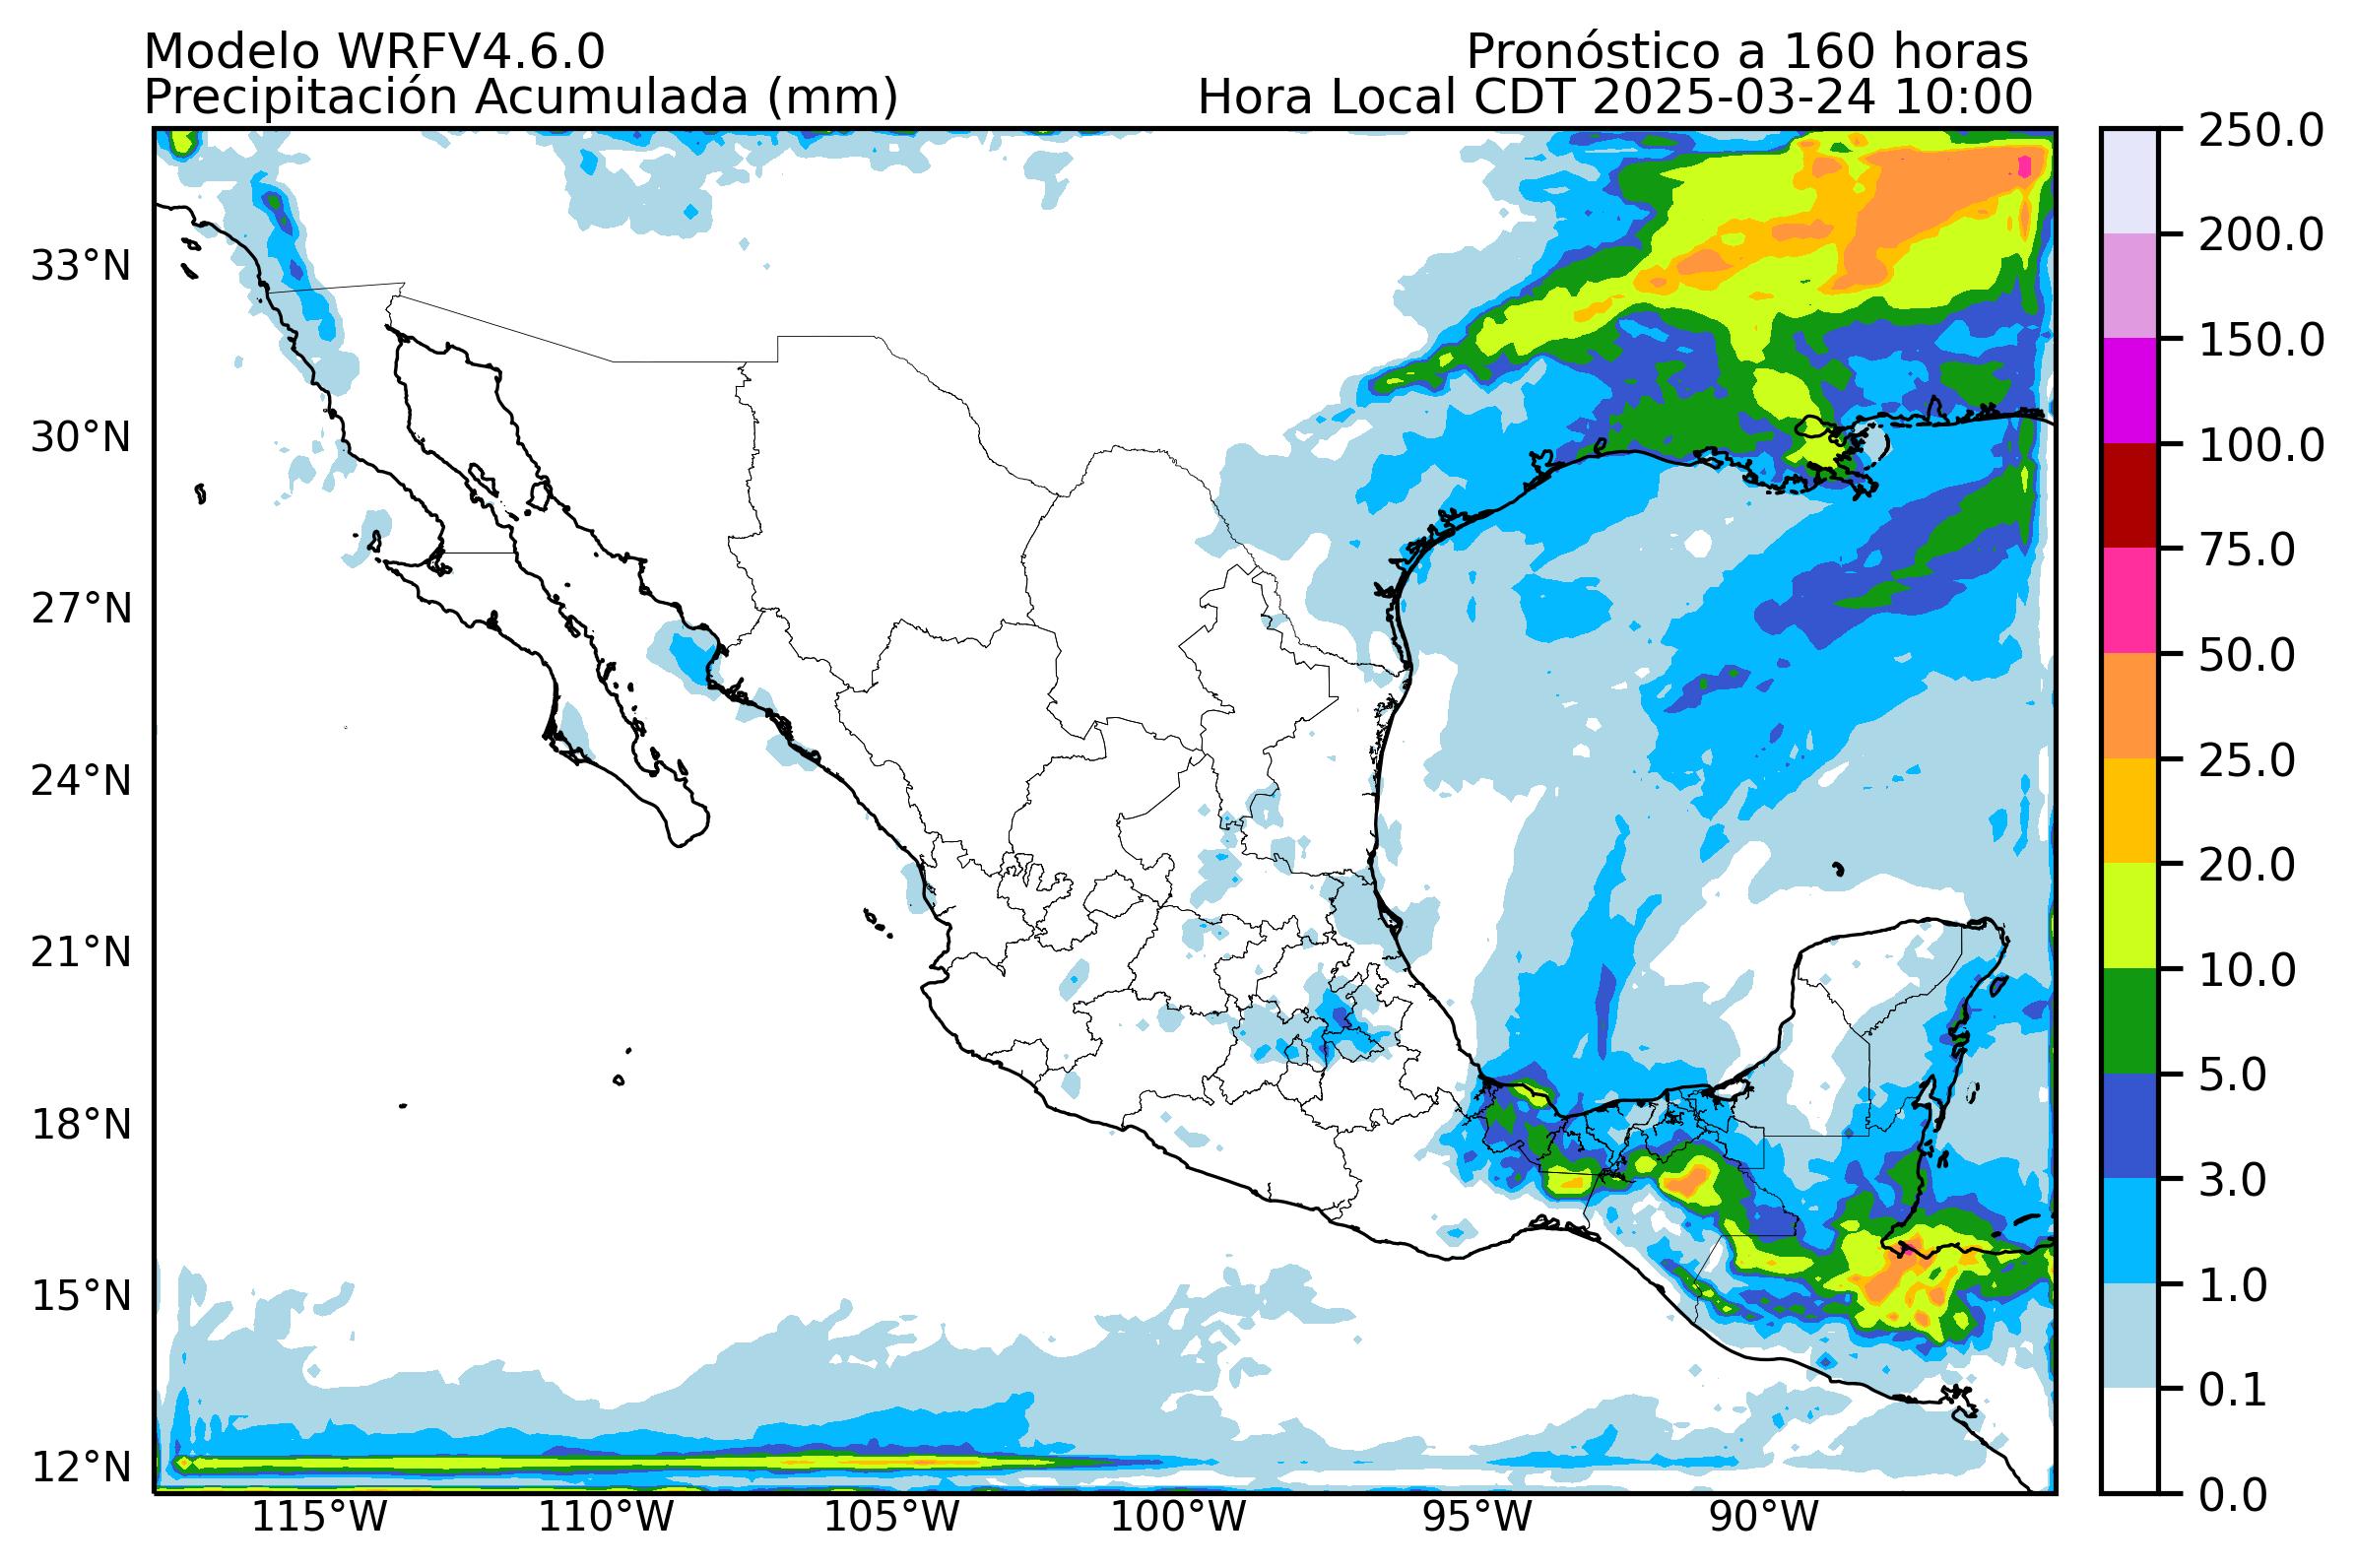 Modelo WRFV4.6.0
Pronóstico a 160 horas
Precipitación Acumulada (mm)
Hora Local CDT 2025-03-24 10:00
250.0
200.0
150.0
100.0
75.0
50.0
25.0
20.0
10.0
5.0
3.0
1.0
0.1
0.0
33°N
30°N
27°N
24°N
21°N
18°N
15°N
12°N
115°W
110°W
105°W
100°W
95°W
90°W